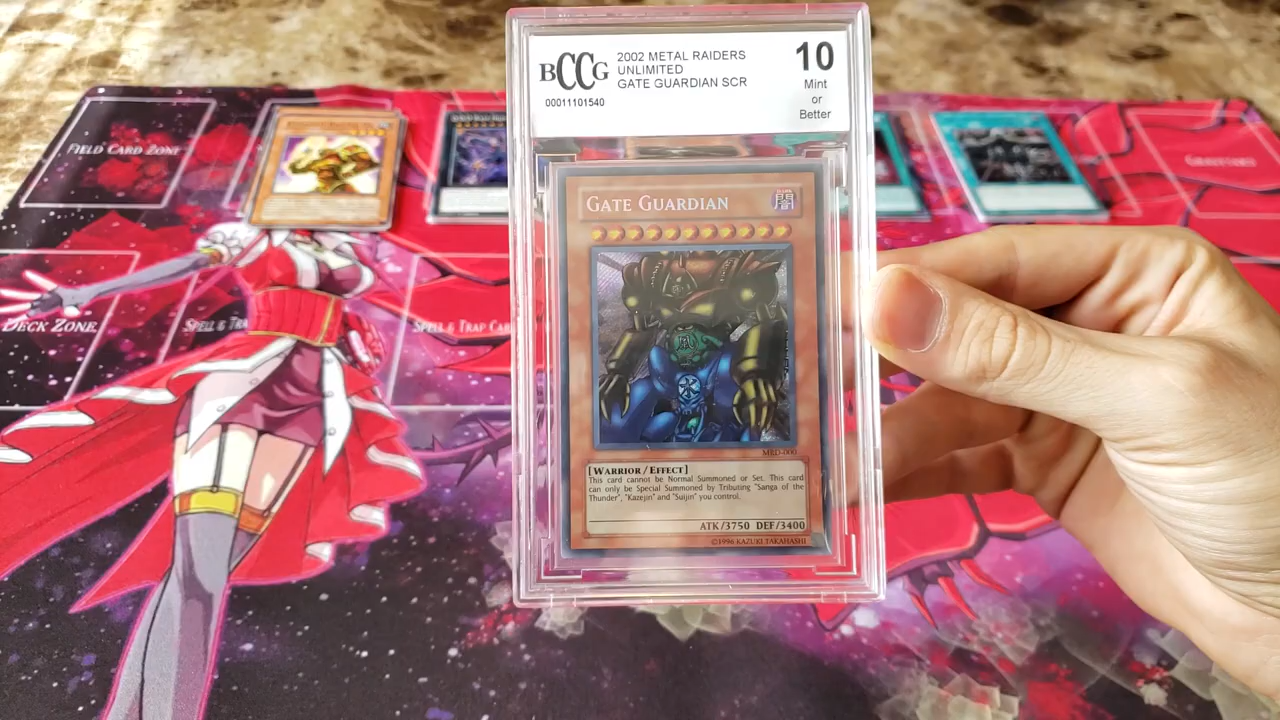 BCCG
2002 METAL RAIDERS
UNLIMITED
GATE GUARDIAN SCR
00011101540
10
Mint
or
Better
FIELD CARD ZONE
DECK ZONE
SPELL & TRA
SPELL & TRAP CAR
GATE GUARDIAN
闇
MRD-000
[WARRIOR/EFFECT]
This card cannot be Normal Summoned or Set. This card
can only be Special Summoned by Tributing "Sanga of the
Thunder", "Kazejin" and "Suijin" you control.
ATK/3750 DEF/3400
©1996 KAZUKI TAKAHASHI